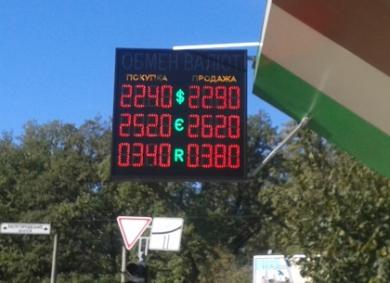 ОБМЕН ВАЛЮТ
ПОКУПКА ПРОДАЖА
2240 $ 2290
2520 € 2620
0340 R 0380